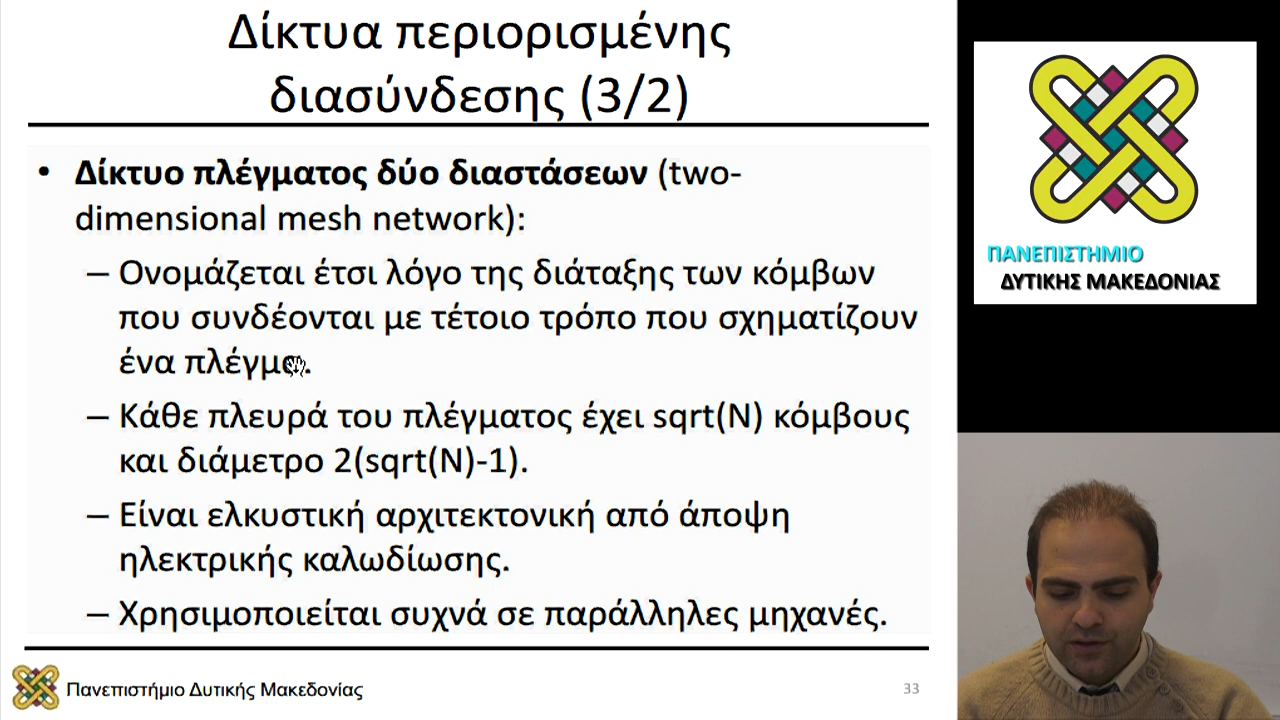 Δίκτυα περιορισμένης
διασύνδεσης (3/2)
• Δίκτυο πλέγματος δύο διαστάσεων (two-
dimensional mesh network):
– Ονομάζεται έτσι λόγο της διάταξης των κόμβων
που συνδέονται με τέτοιο τρόπο που σχηματίζουν
ένα πλέγμα.
– Κάθε πλευρά του πλέγματος έχει sqrt(N) κόμβους
και διάμετρο 2(sqrt(N)-1).
– Είναι ελκυστική αρχιτεκτονική από άποψη
ηλεκτρικής καλωδίωσης.
– Χρησιμοποιείται συχνά σε παράλληλες μηχανές.
Πανεπιστήμιο Δυτικής Μακεδονίας
33
ΠΑΝΕΠΙΣΤΗΜΙΟ
ΔΥΤΙΚΗΣ ΜΑΚΕΔΟΝΙΑΣ